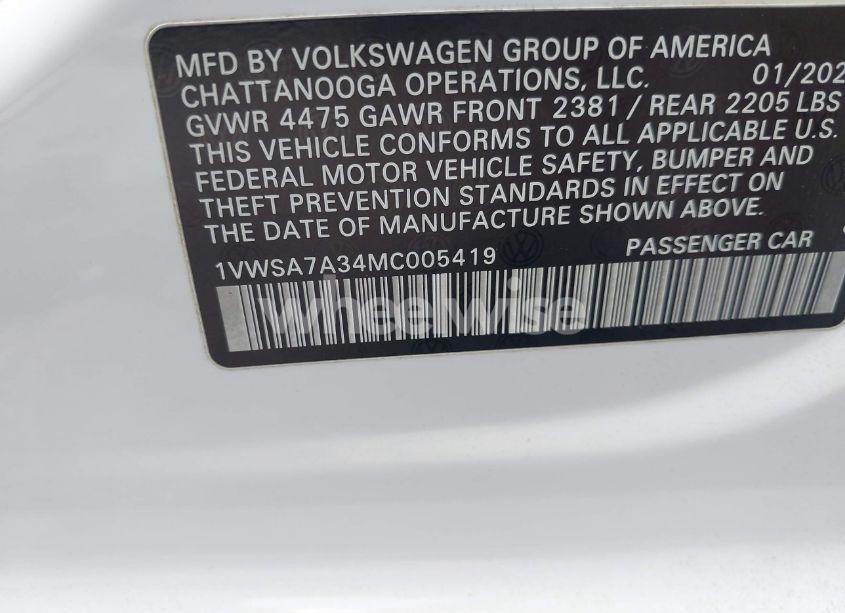 MFD BY VOLKSWAGEN GROUP OF AMERICA
CHATTANOOGA OPERATIONS, LLC. 01/202
GVWR 4475 GAWR FRONT 2381 / REAR 2205 LBS
THIS VEHICLE CONFORMS TO ALL APPLICABLE U.S.
FEDERAL MOTOR VEHICLE SAFETY, BUMPER AND
THEFT PREVENTION STANDARDS IN EFFECT ON
THE DATE OF MANUFACTURE SHOWN ABOVE.
1VWSA7A34MC005419 PASSENGER CAR
wheelwise